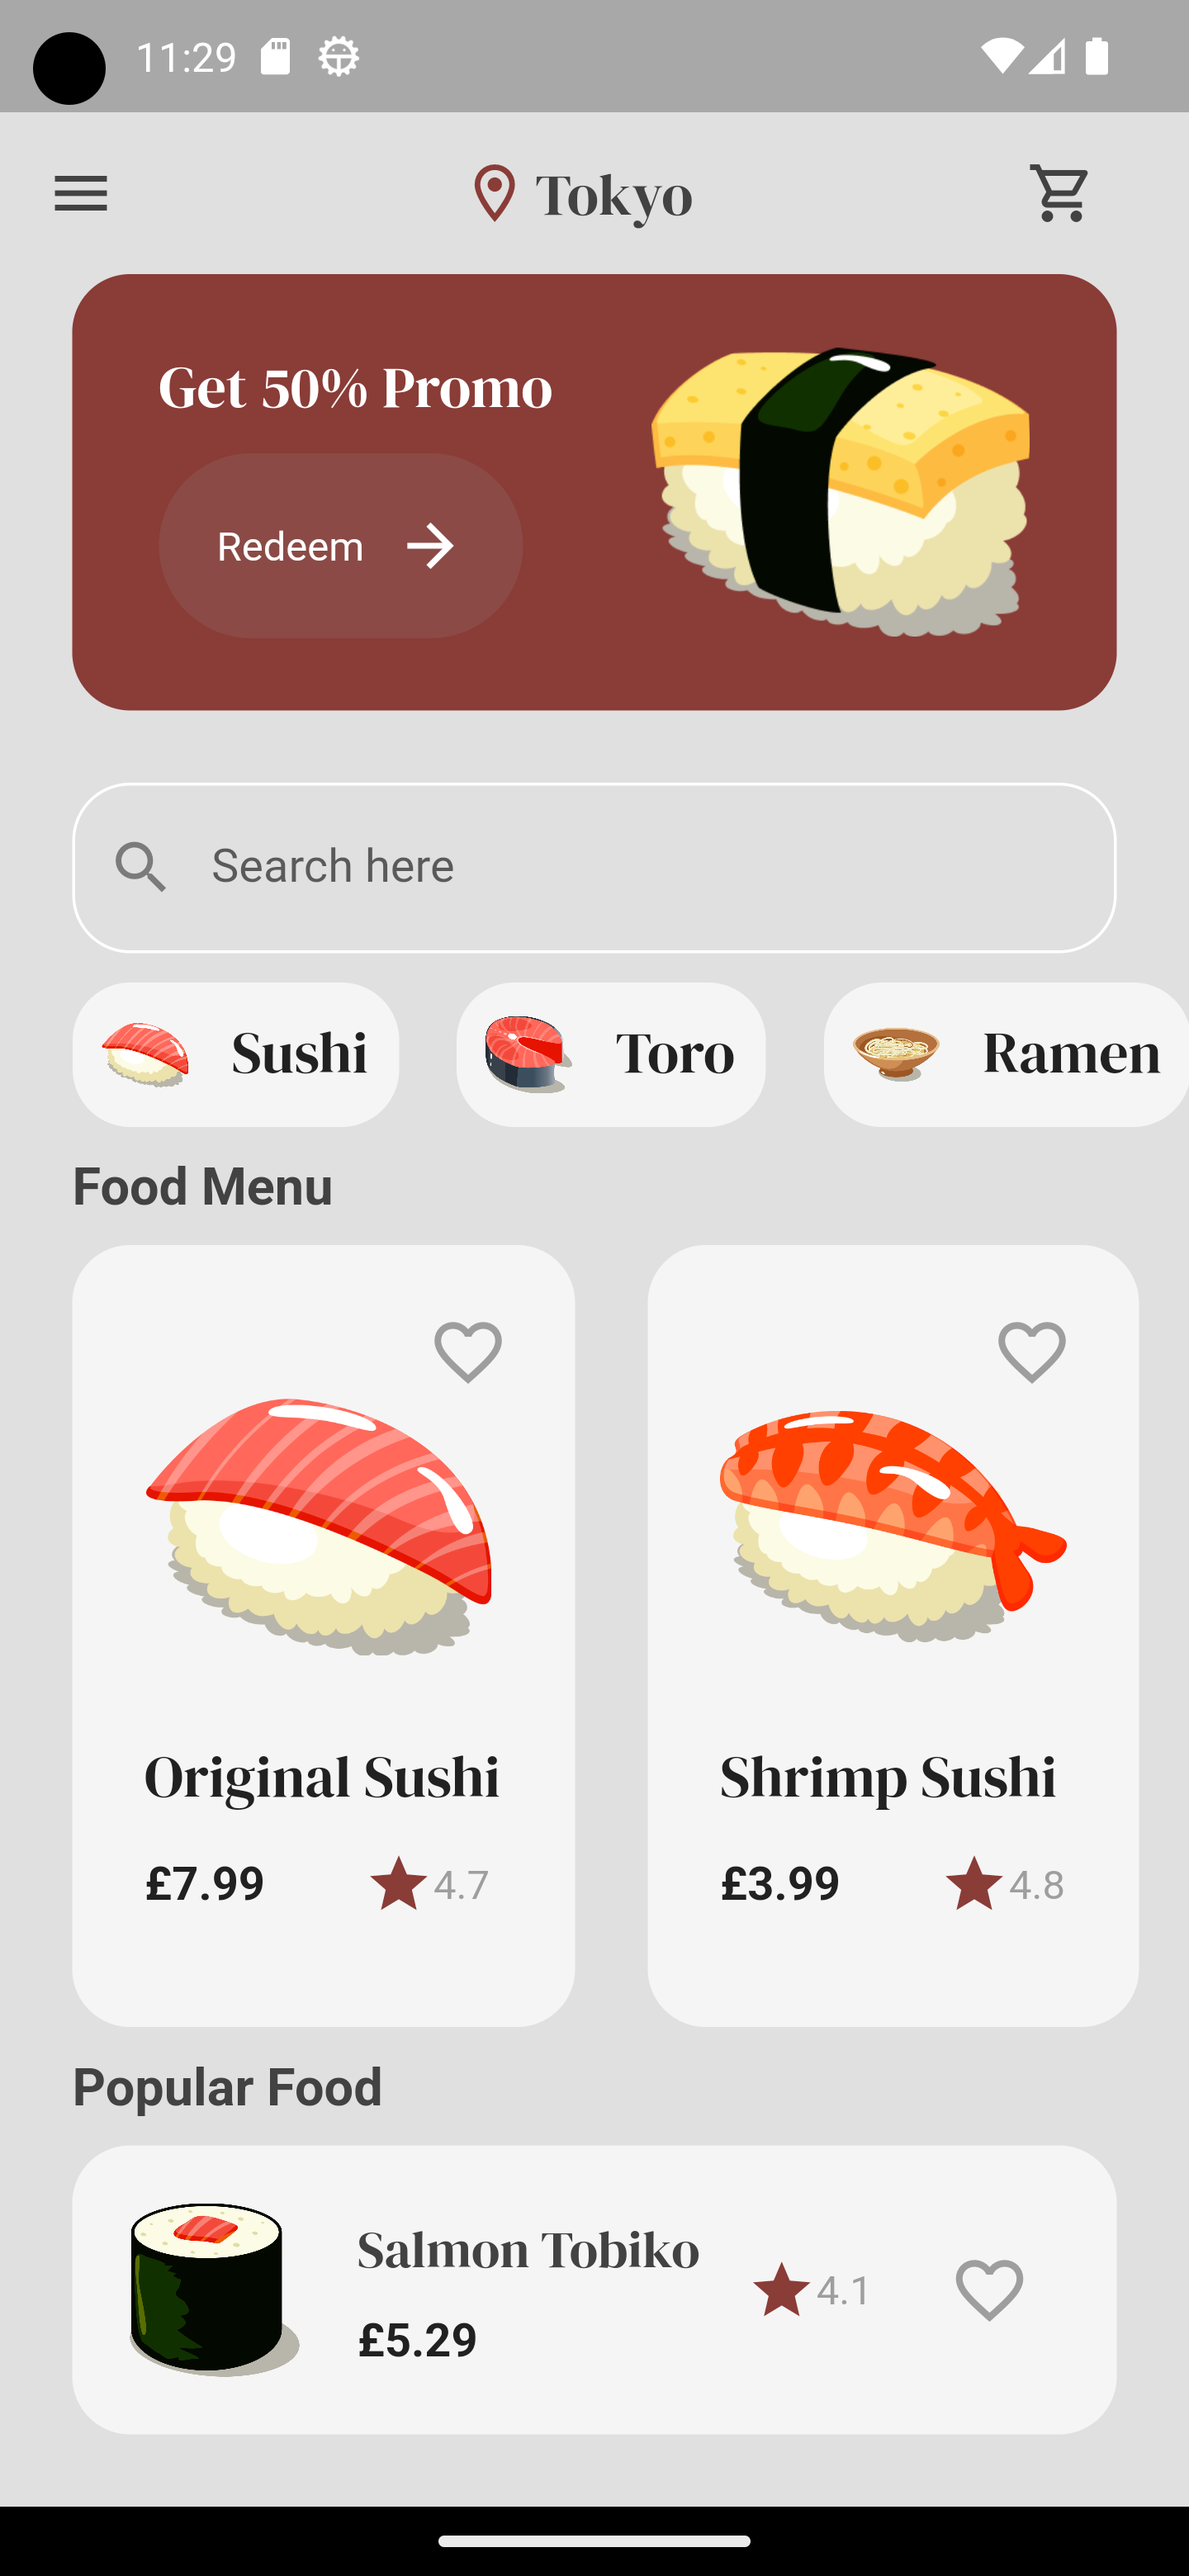 11:29
Tokyo
Get 50% Promo
Redeem
Search here
Sushi
Toro
Ramen
Food Menu
Original Sushi
£7.99
4.7
Shrimp Sushi
£3.99
4.8
Popular Food
Salmon Tobiko
£5.29
4.1